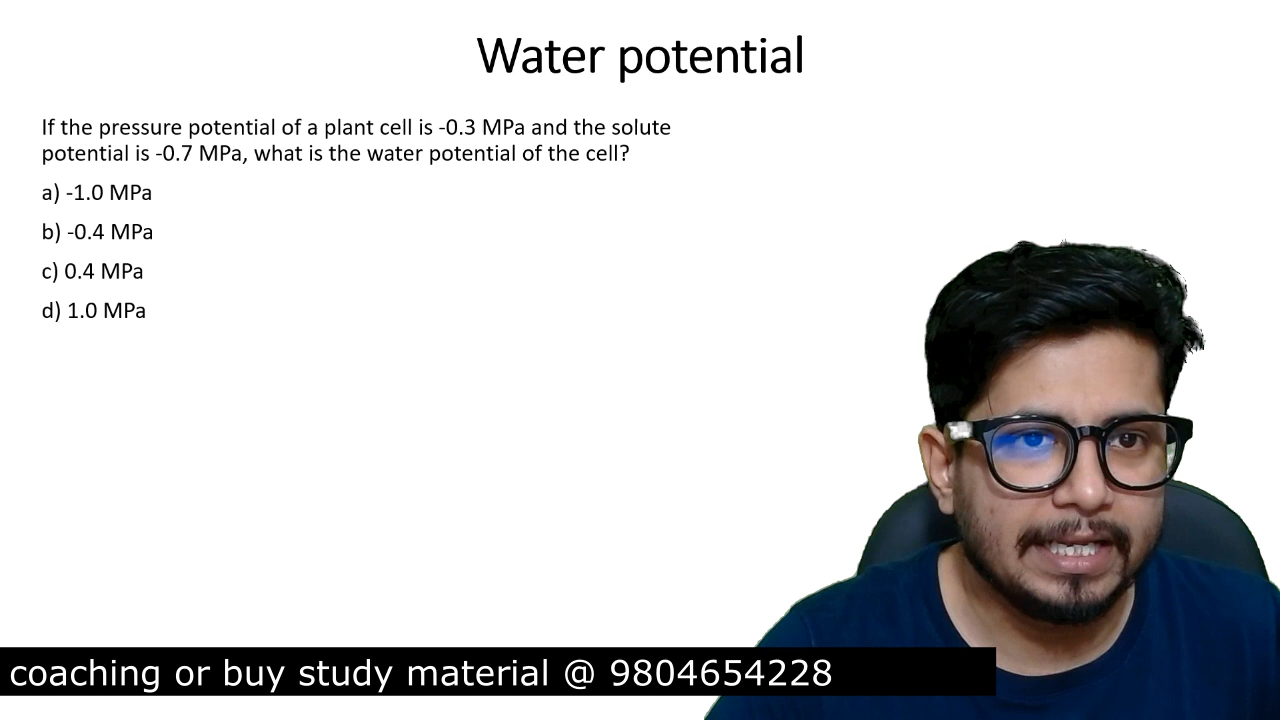 Water potential
If the pressure potential of a plant cell is -0.3 MPa and the solute
potential is -0.7 MPa, what is the water potential of the cell?
a) -1.0 MPa
b) -0.4 MPa
c) 0.4 MPa
d) 1.0 MPa
coaching or buy study material @ 9804654228